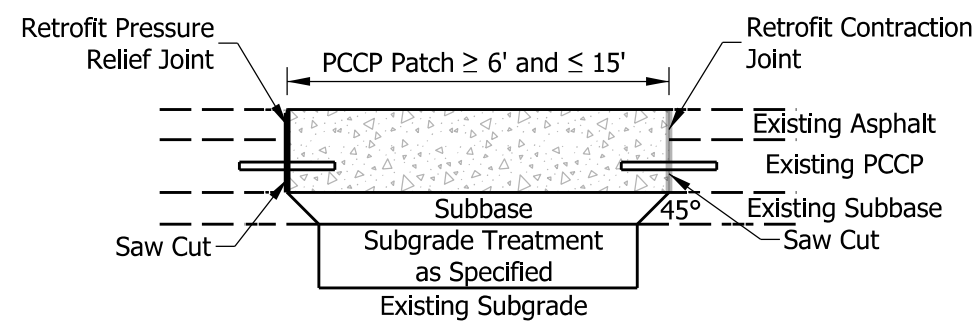 Retrofit Pressure
Relief Joint
PCCP Patch ≥ 6' and ≤ 15'
Retrofit Contraction
Joint
Existing Asphalt
Existing PCCP
Subbase
45°
Existing Subbase
Saw Cut
Subgrade Treatment
as Specified
Saw Cut
Existing Subgrade